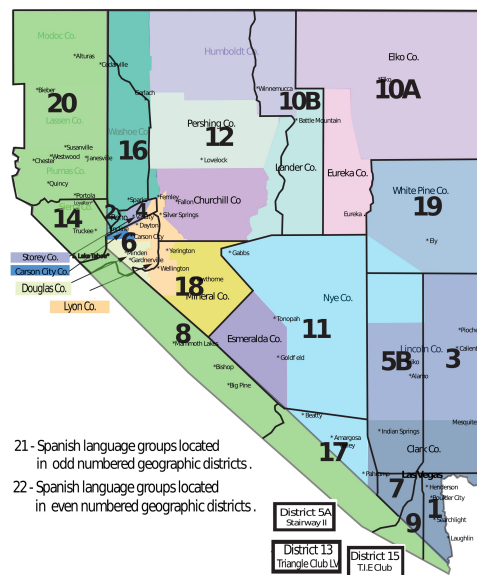 Modoc Co.
*Alturas
*Cedarville
*Bieber
20
Lassen Co.
*Susanville
*Westwood
*Chester
*Janesville
Plumas Co.
*Quincy
*Portola
Loyalton*
14
Truckee*
S. Lake Tahoe*
Washoe Co.
Gerlach
16
Humboldt Co.
*Winnemucca
10B
Elko Co.
10A
*Battle Mountain
Pershing Co.
12
*Lovelock
Lander Co.
Eureka Co.
Eureka*
White Pine Co.
19
*Ely
Churchill Co.
*Fernley
*Fallon
*Silver Springs
2
4
*Dayton
*Carson City
6
Minden
*Gardnerville
*Yerington
*Wellington
Storey Co.
Carson City Co.
Douglas Co.
Lyon Co.
18
Mineral Co.
*Gabbs
Nye Co.
11
*Tonopah
Esmeralda Co.
*Goldfield
8
*Mammoth Lakes
*Bishop
*Big Pine
Lincoln Co.
5B
*Alamo
3
*Pioche
*Caliente
Mesquite*
*Beatty
*Amargosa
17
*Indian Springs
Clark Co.
*Pahrump
Las Vegas
7
9
1
*Henderson
*Boulder City
*Searchlight
*Laughlin
21 - Spanish language groups located
in odd numbered geographic districts .
22 - Spanish language groups located
in even numbered geographic districts .
District 5A
Stairway II
District 13
Triangle Club LV
District 15
T.I.E Club